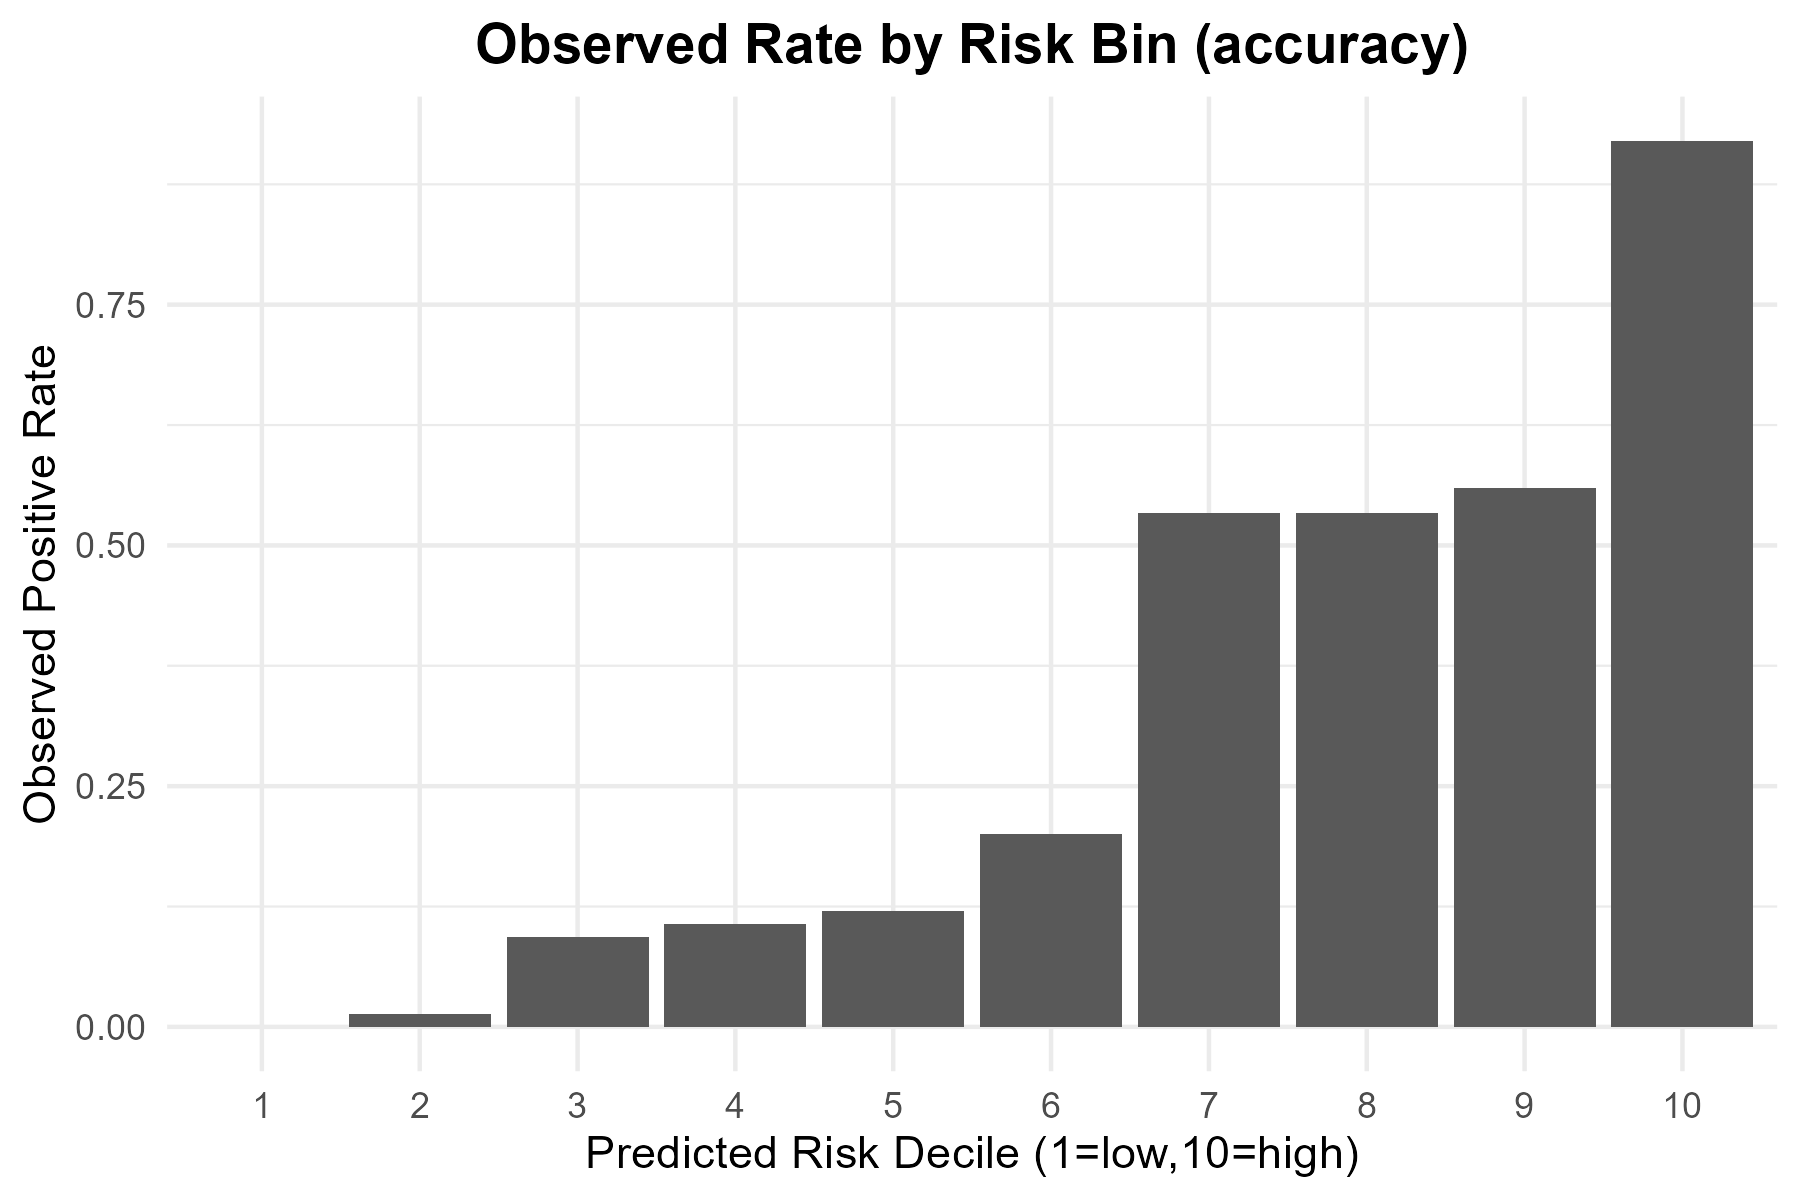 Observed Rate by Risk Bin (accuracy)
Observed Positive Rate
0.75
0.50
0.25
0.00
1 2 3 4 5 6 7 8 9 10
Predicted Risk Decile (1=low,10=high)